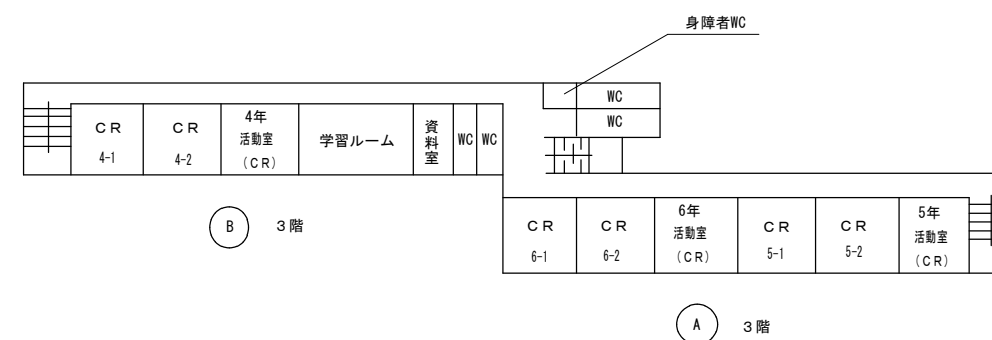 身障者WC
WC
WC
CR
4-1
CR
4-2
4年
活動室
(CR)
学習ルーム
資料室
WC
WC
B
3階
CR
6-1
CR
6-2
6年
活動室
(CR)
CR
5-1
CR
5-2
5年
活動室
(CR)
A
3階